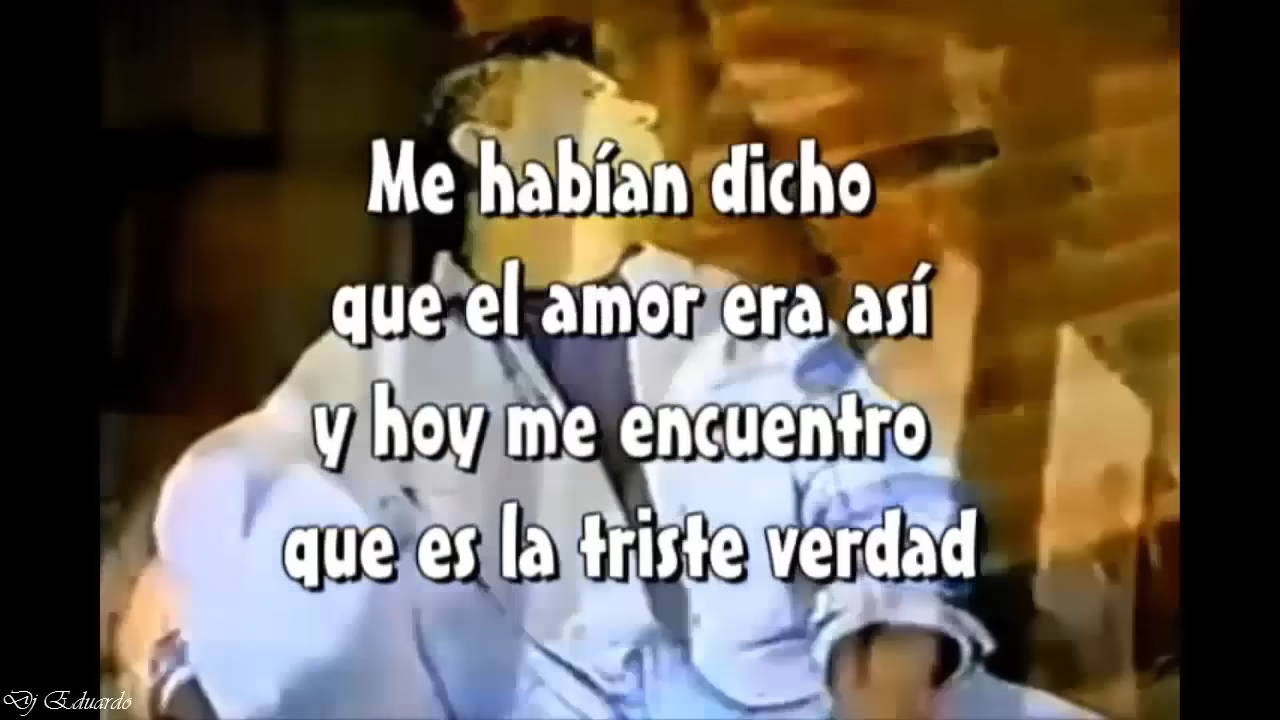 Me habían dicho
que el amor era así
y hoy me encuentro
que es la triste verdad
Dj Eduardo